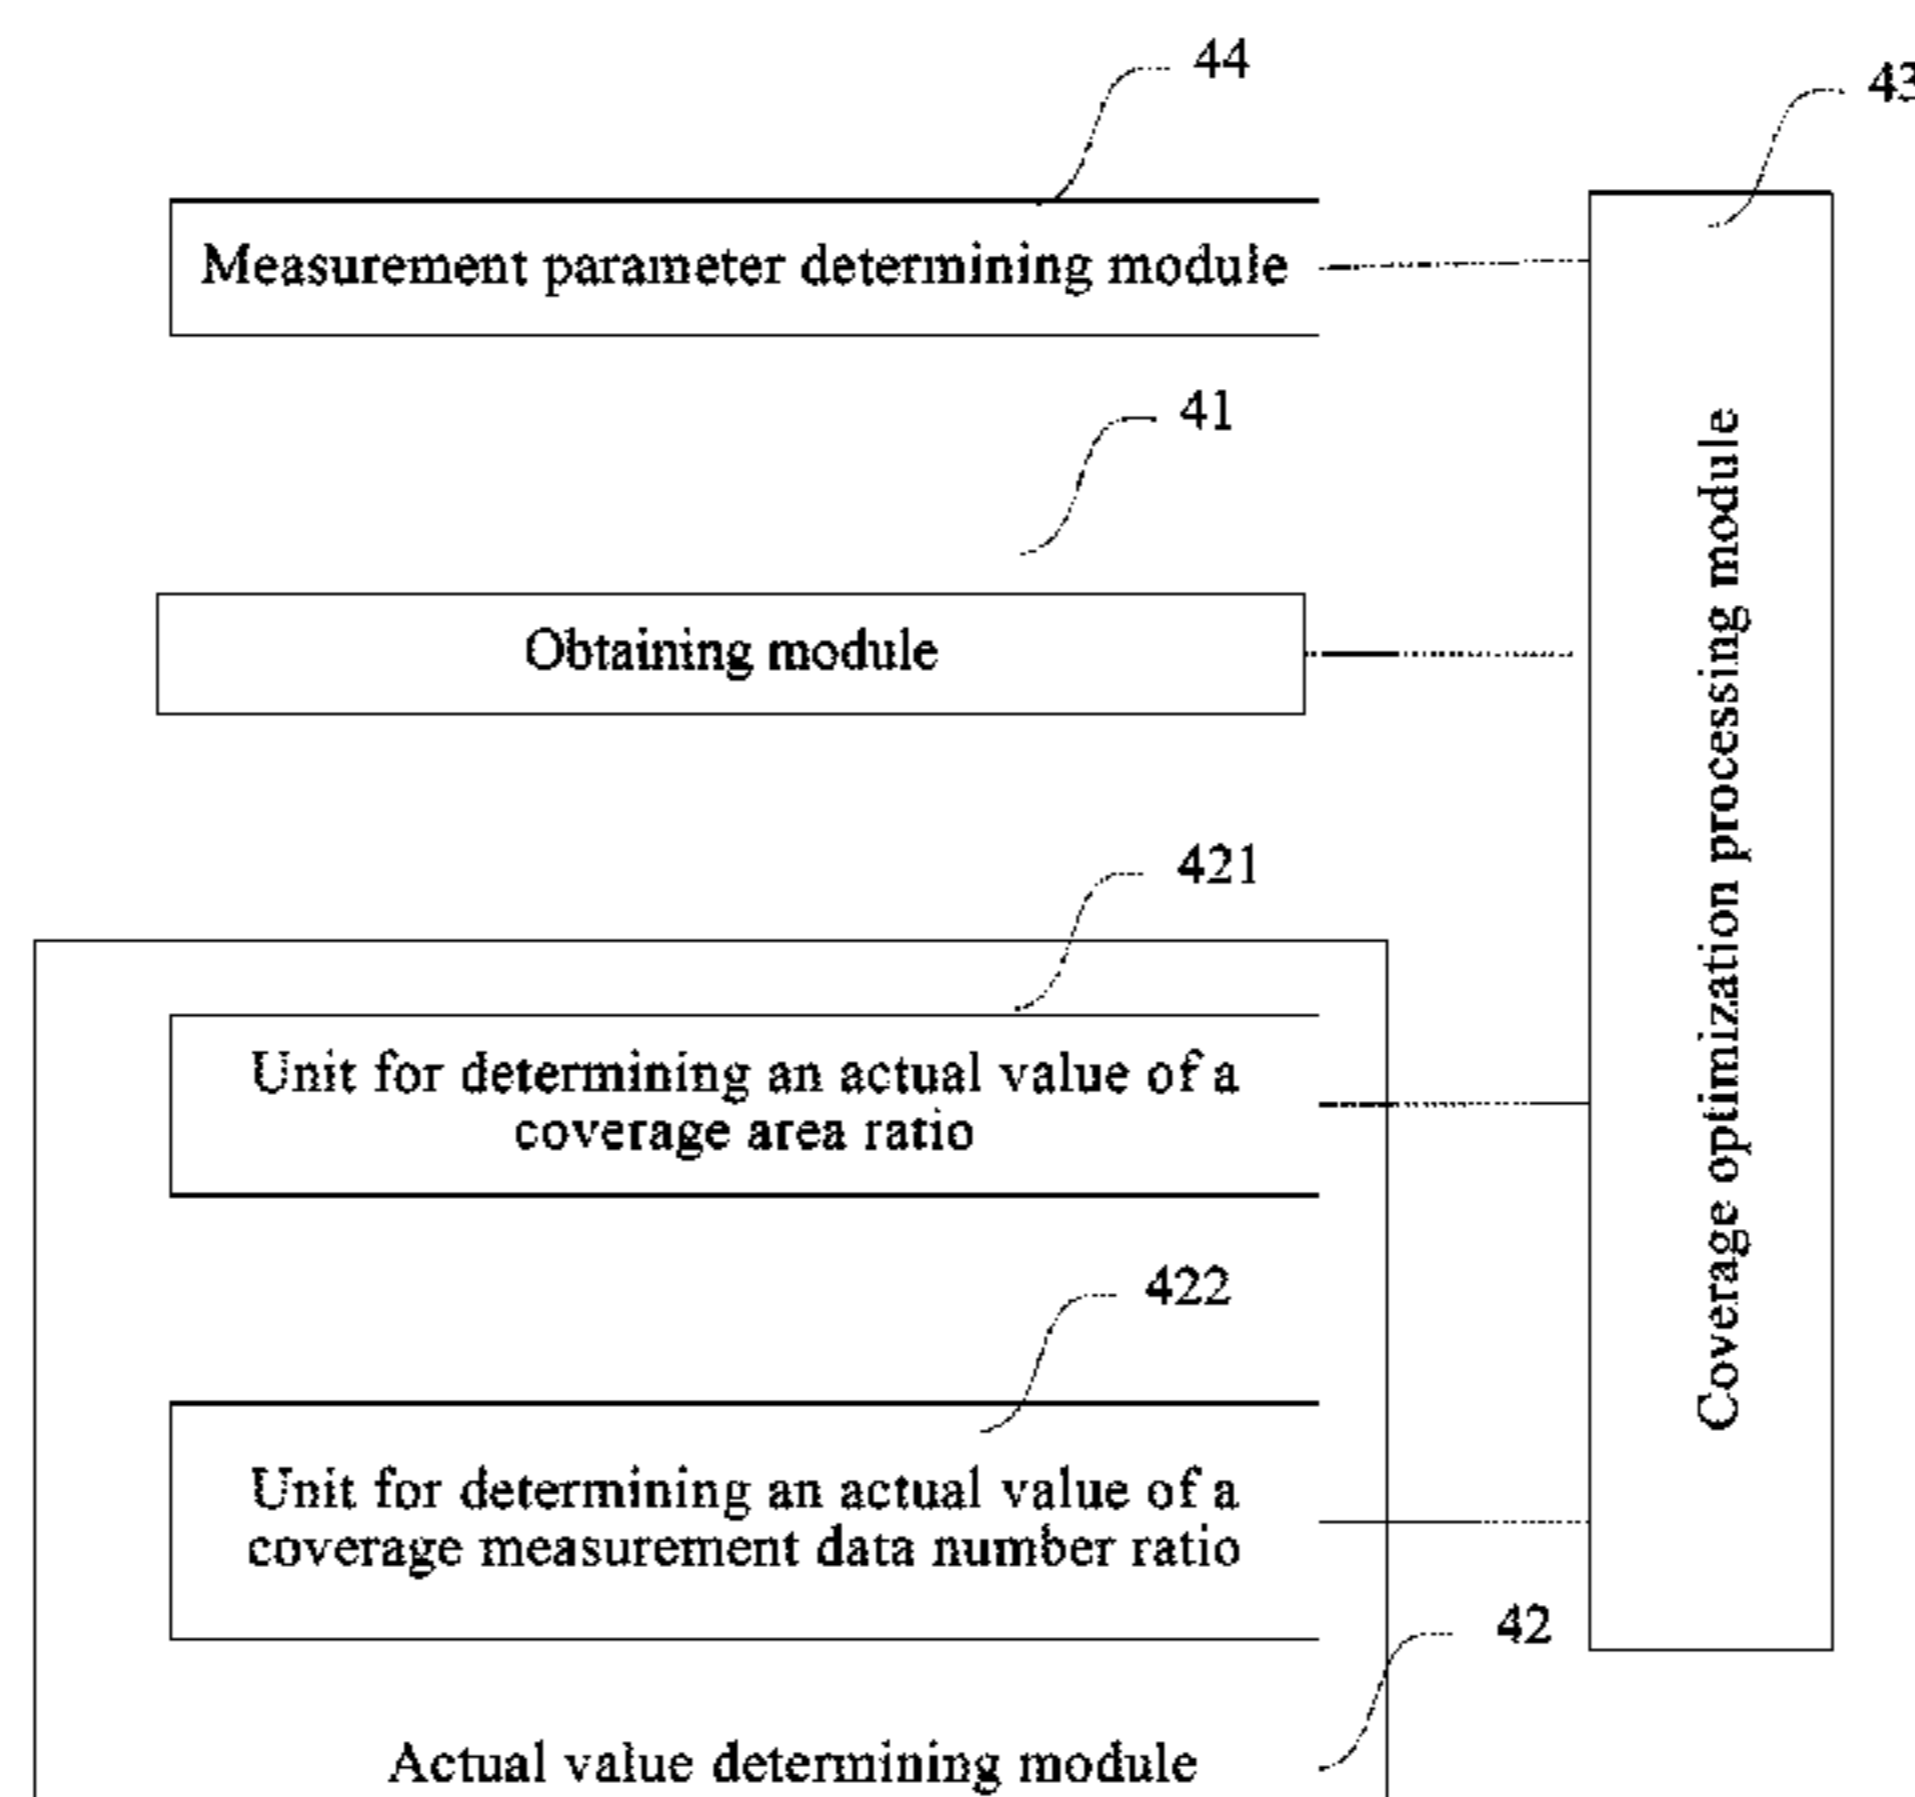 44
43
Measurement parameter determining module
41
Obtaining module
421
Unit for determining an actual value of a
coverage area ratio
422
Unit for determining an actual value of a
coverage measurement data number ratio
42
Actual value determining module
Coverage optimization processing module